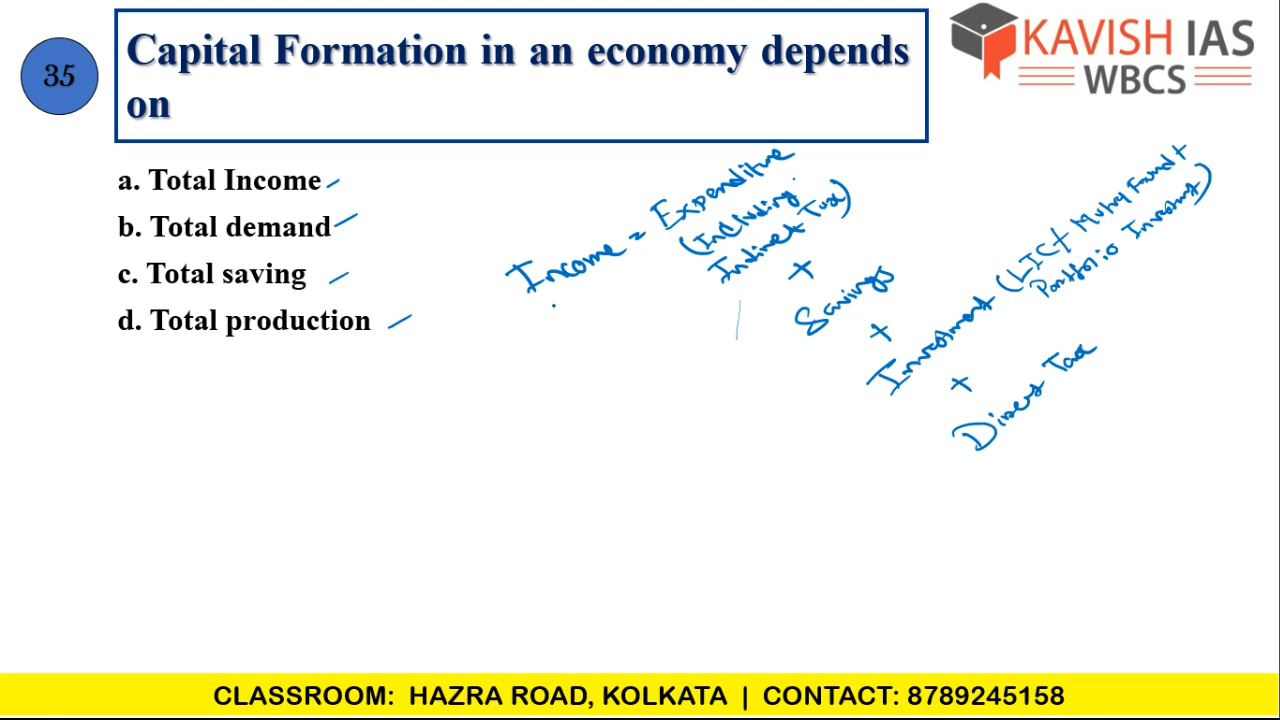 35
Capital Formation in an economy depends
on
KAVISH IAS
WBCS
a. Total Income
b. Total demand
c. Total saving
d. Total production
Income = Expenditure
(Including
Indirect Tax)
+
Savings
+
Investment (LIC + Mutual Found +
Portfolio Investment)
+
Direct Tax
CLASSROOM: HAZRA ROAD, KOLKATA | CONTACT: 8789245158